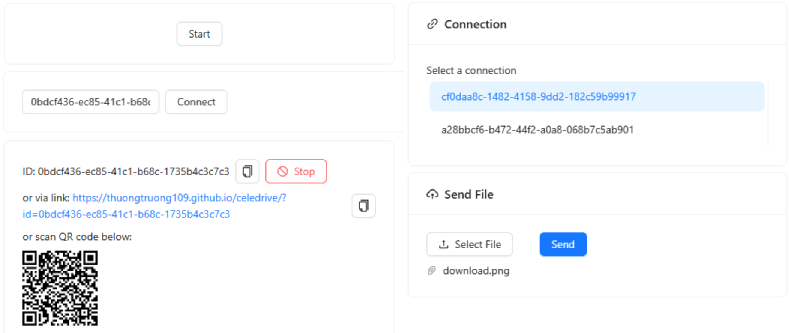 Start
0bdcf436-ec85-41c1-b68c
Connect
ID: 0bdcf436-ec85-41c1-b68c-1735b4c3c7c3
Stop
or via link: https://thuongtruong109.github.io/celedrive/?
id=0bdcf436-ec85-41c1-b68c-1735b4c3c7c3
or scan QR code below:
Connection
Select a connection
cf0daa8c-1482-4158-9dd2-182c59b99917
a28bbcf6-b472-44f2-a0a8-068b7c5ab901
Send File
Select File
Send
download.png